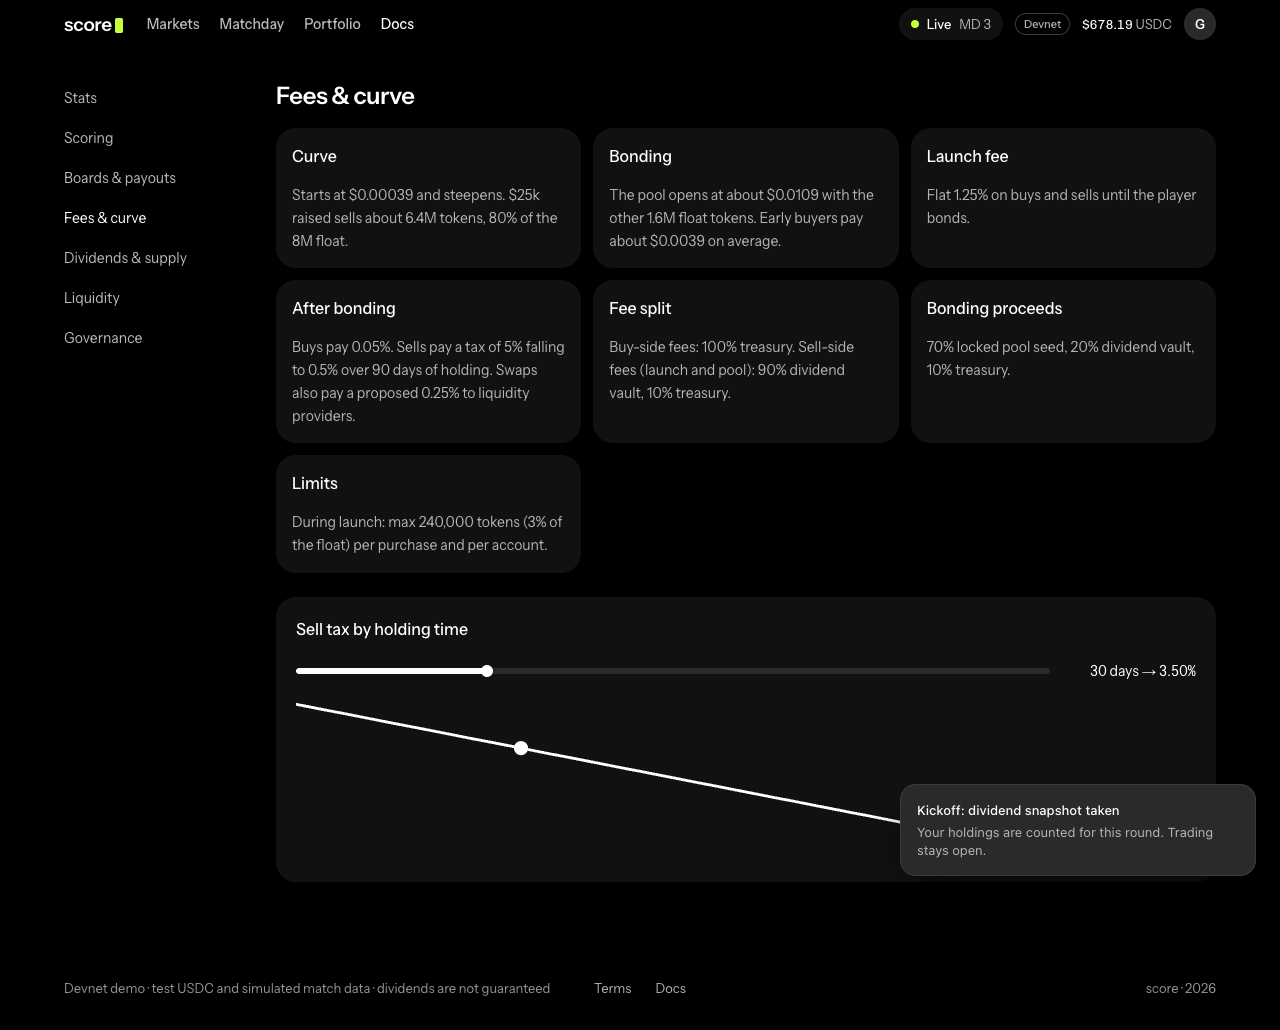 score
Markets
Matchday
Portfolio
Docs
Live MD 3
Devnet
$678.19 USDC
G
Stats
Scoring
Boards & payouts
Fees & curve
Dividends & supply
Liquidity
Governance
Fees & curve
Curve
Starts at $0.00039 and steepens. $25k
raised sells about 6.4M tokens, 80% of the
8M float.
Bonding
The pool opens at about $0.0109 with the
other 1.6M float tokens. Early buyers pay
about $0.0039 on average.
Launch fee
Flat 1.25% on buys and sells until the player
bonds.
After bonding
Buys pay 0.05%. Sells pay a tax of 5% falling
to 0.5% over 90 days of holding. Swaps
also pay a proposed 0.25% to liquidity
providers.
Fee split
Buy-side fees: 100% treasury. Sell-side
fees (launch and pool): 90% dividend
vault, 10% treasury.
Bonding proceeds
70% locked pool seed, 20% dividend vault,
10% treasury.
Limits
During launch: max 240,000 tokens (3% of
the float) per purchase and per account.
Sell tax by holding time
30 days → 3.50%
Kickoff: dividend snapshot taken
Your holdings are counted for this round. Trading
stays open.
Devnet demo · test USDC and simulated match data · dividends are not guaranteed
Terms
Docs
score · 2026